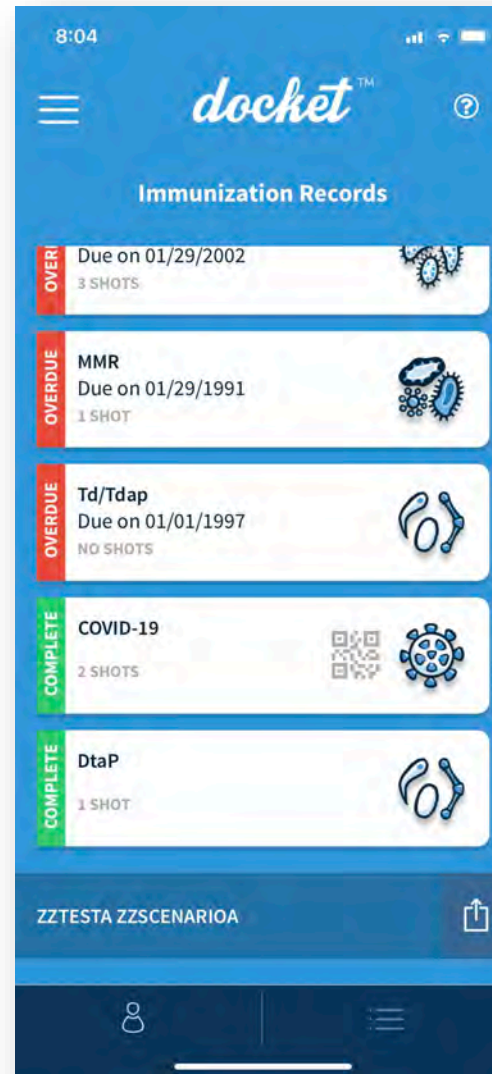 8:04
docket™
Immunization Records
OVER
Due on 01/29/2002
3 SHOTS
OVERDUE
MMR
Due on 01/29/1991
1 SHOT
OVERDUE
Td/Tdap
Due on 01/01/1997
NO SHOTS
COMPLETE
COVID-19
2 SHOTS
COMPLETE
DtaP
1 SHOT
ZZTESTA ZZSCENARIOA